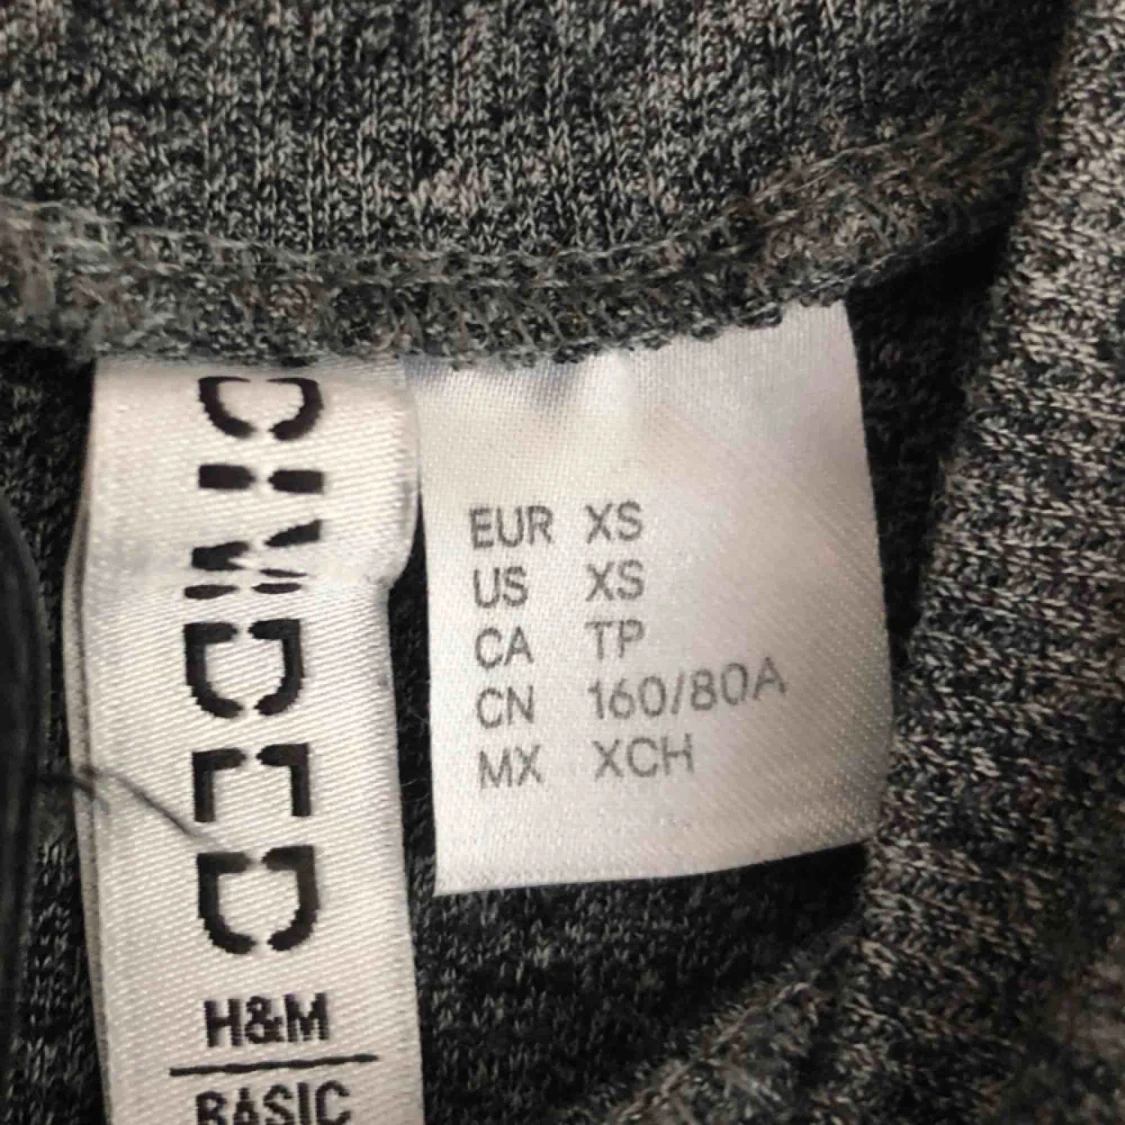 DIVIDED
H&M
BASIC
EUR XS
US XS
CA TP
CN 160/80A
MX XCH